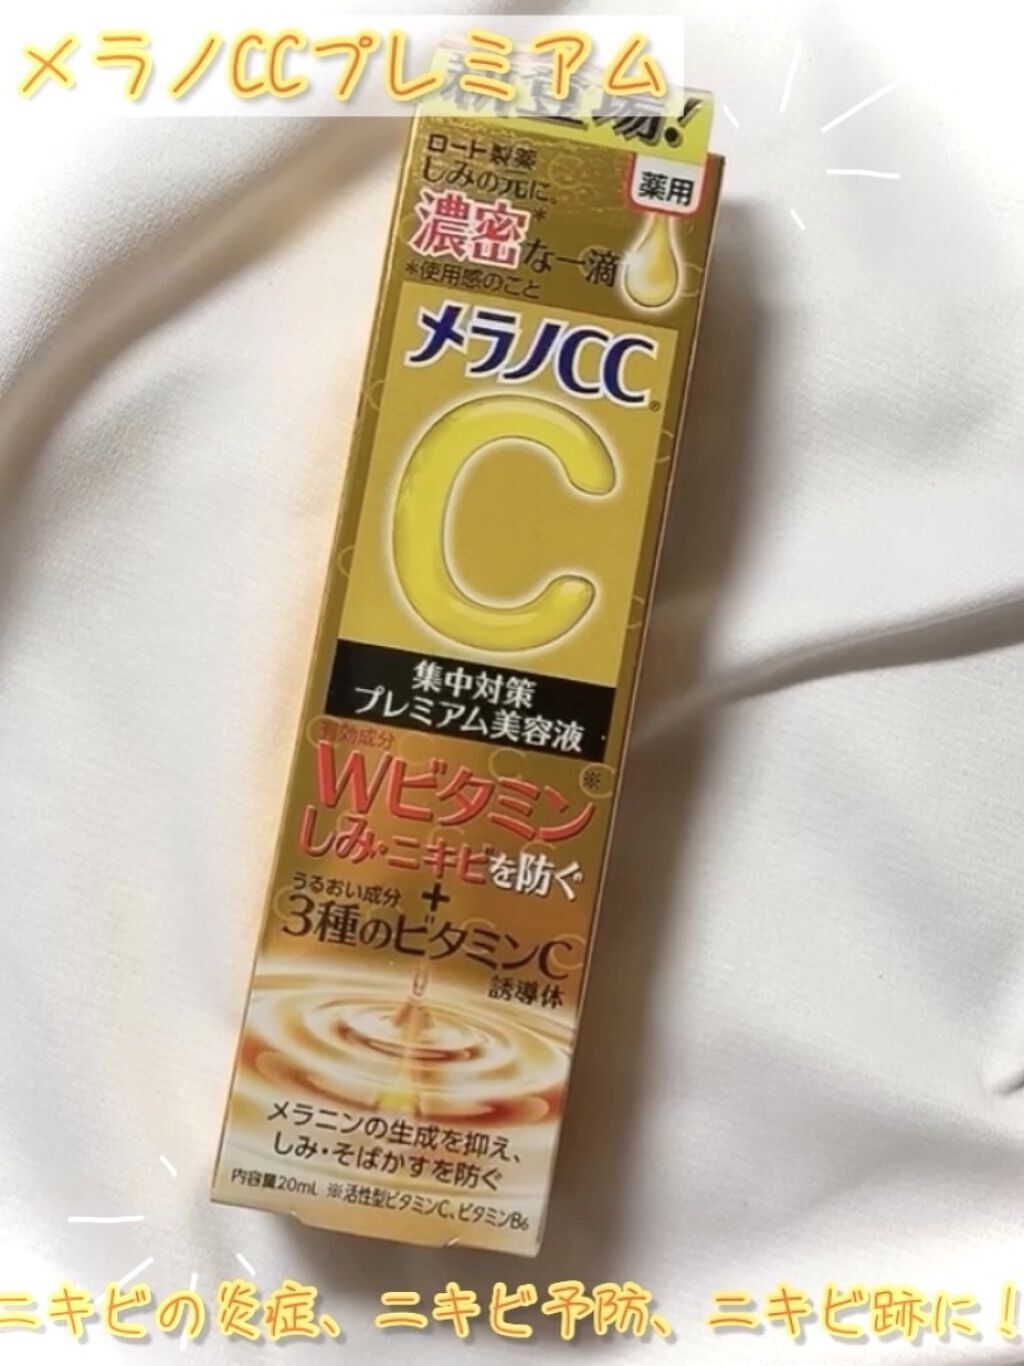 メラノCCプレミアム
新登場!
ロート製薬
しみの元に。
薬用
濃密*な一滴
*使用感のこと
メラノCC®
C
集中対策
プレミアム美容液
有効成分
Wビタミン※
しみ・ニキビを防ぐ
+
うるおい成分
3種のビタミンC
誘導体
メラニンの生成を抑え、
しみ・そばかすを防ぐ
内容量20mL ※活性型ビタミンC、ビタミンB6
ニキビの炎症、ニキビ予防、ニキビ跡に!